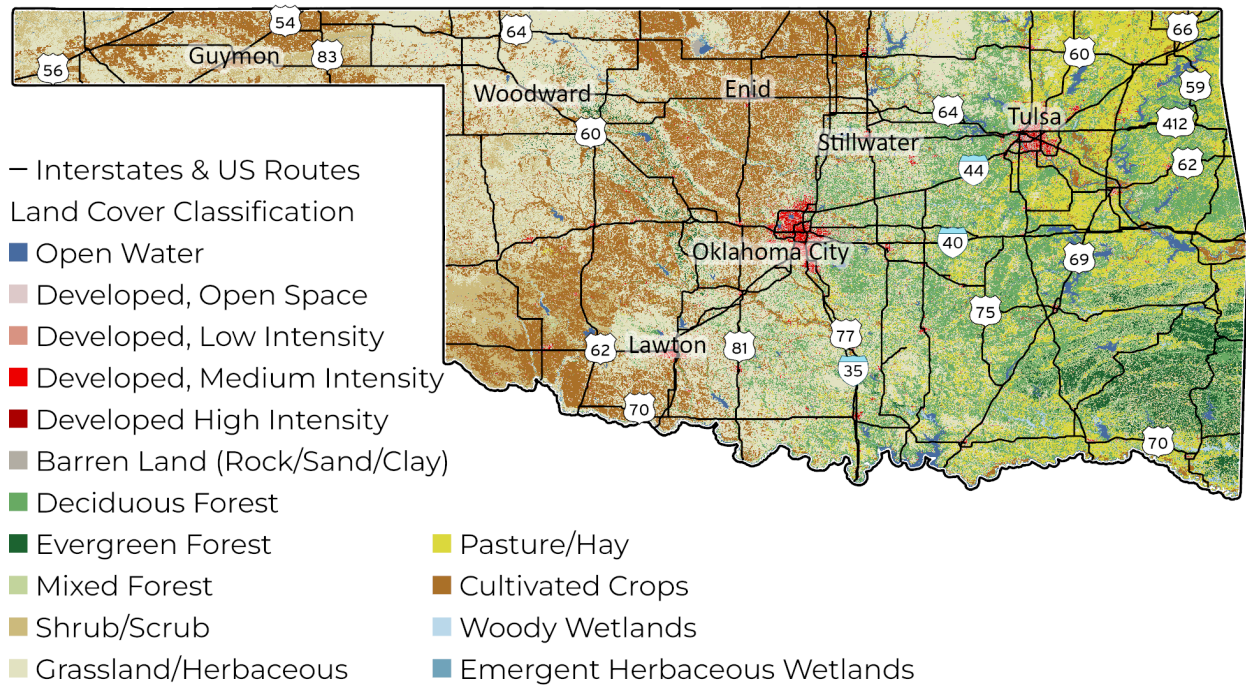 54
64
66
Guymon
83
60
56
59
Woodward
Enid
64
Tulsa
412
60
Stillwater
62
44
— Interstates & US Routes
Land Cover Classification
Open Water
40
Oklahoma City
69
Developed, Open Space
75
Developed, Low Intensity
62
Lawton
81
77
35
Developed, Medium Intensity
70
Developed High Intensity
70
Barren Land (Rock/Sand/Clay)
Deciduous Forest
Evergreen Forest
Mixed Forest
Shrub/Scrub
Grassland/Herbaceous
Pasture/Hay
Cultivated Crops
Woody Wetlands
Emergent Herbaceous Wetlands